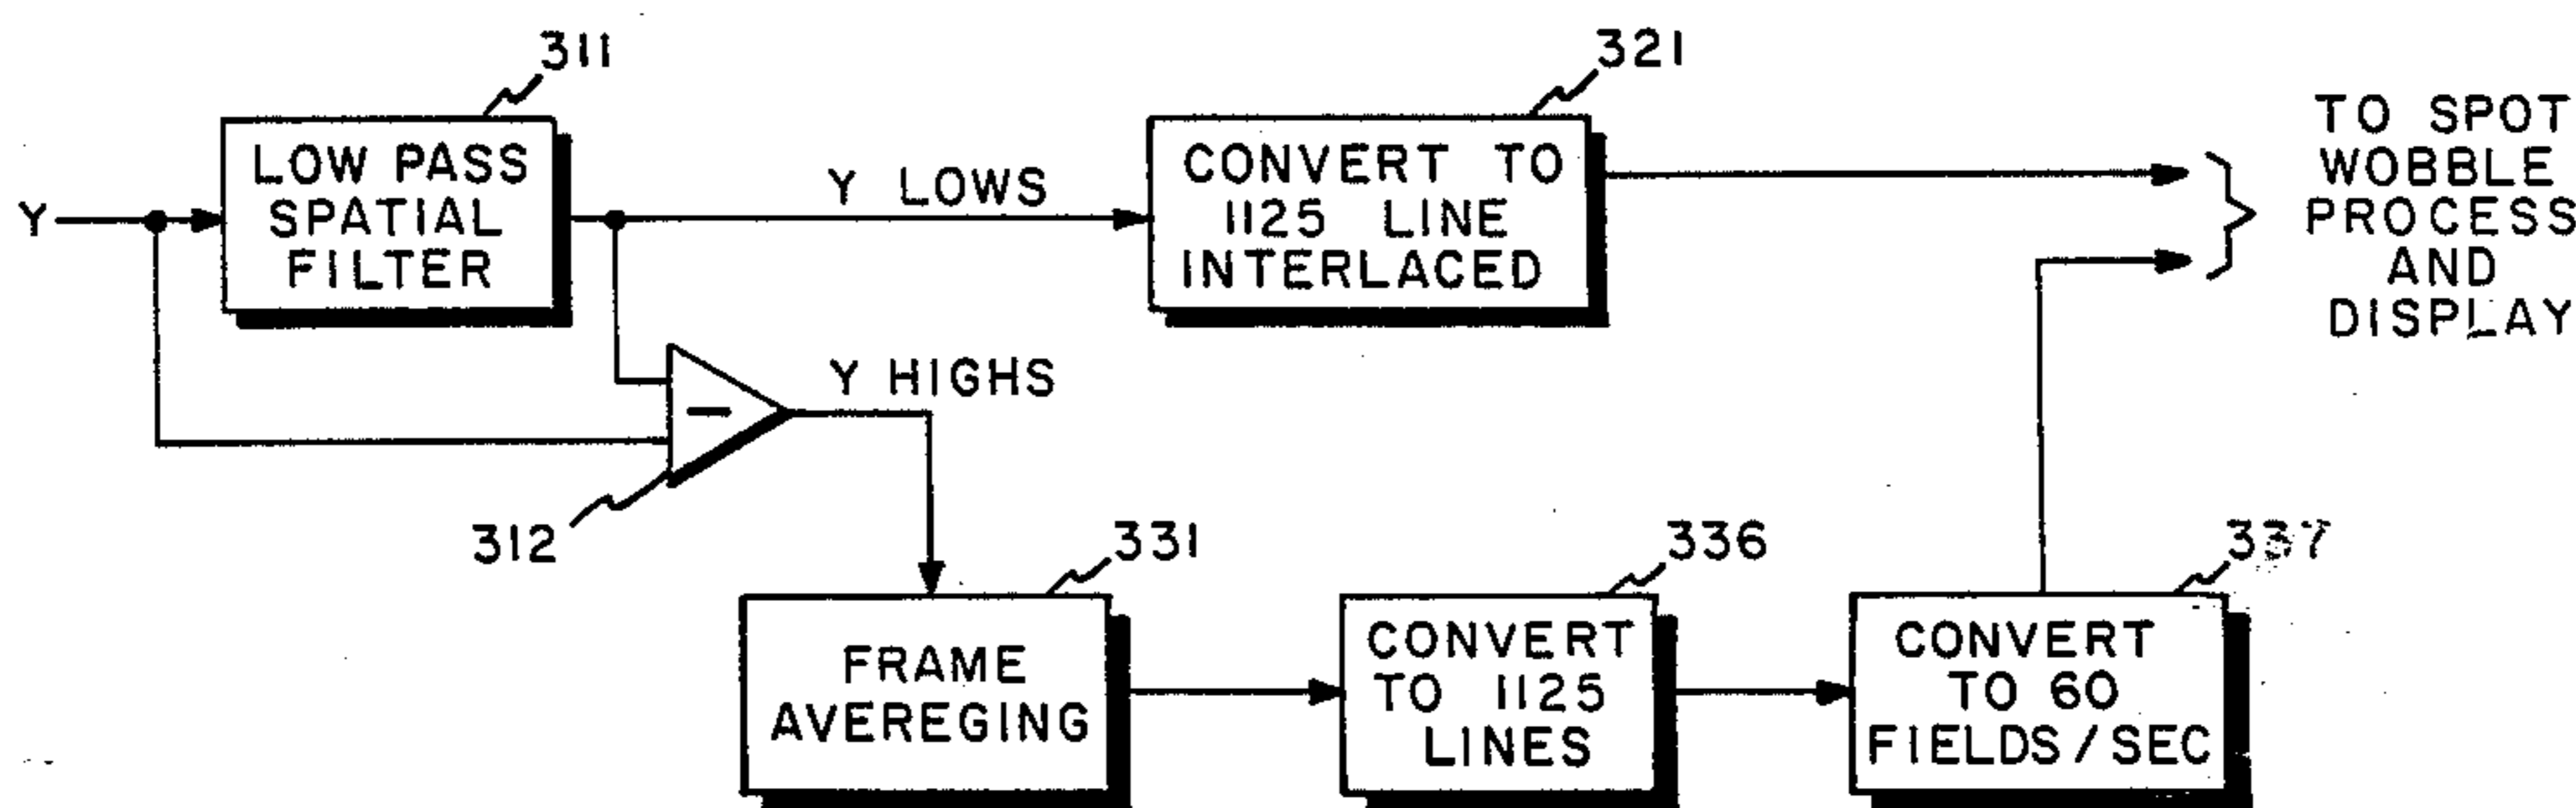 311
321
LOW PASS
SPATIAL
FILTER
Y
Y LOWS
CONVERT TO
1125 LINE
INTERLACED
TO SPOT
WOBBLE
PROCESS
AND
DISPLAY
Y HIGHS
−
312
331
336
337
FRAME
AVEREGING
CONVERT
TO 1125
LINES
CONVERT
TO 60
FIELDS/SEC